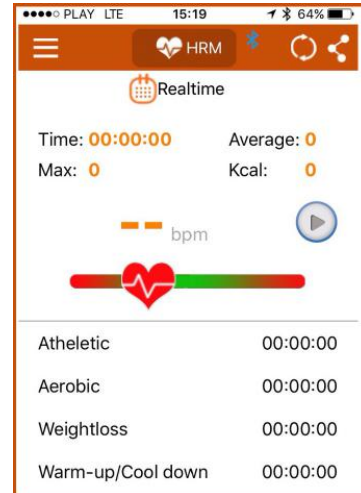 PLAY LTE 15:19 64%
HRM
Realtime
Time: 00:00:00 Average: 0
Max: 0 Kcal: 0
-- bpm
Atheletic 00:00:00
Aerobic 00:00:00
Weightloss 00:00:00
Warm-up/Cool down 00:00:00